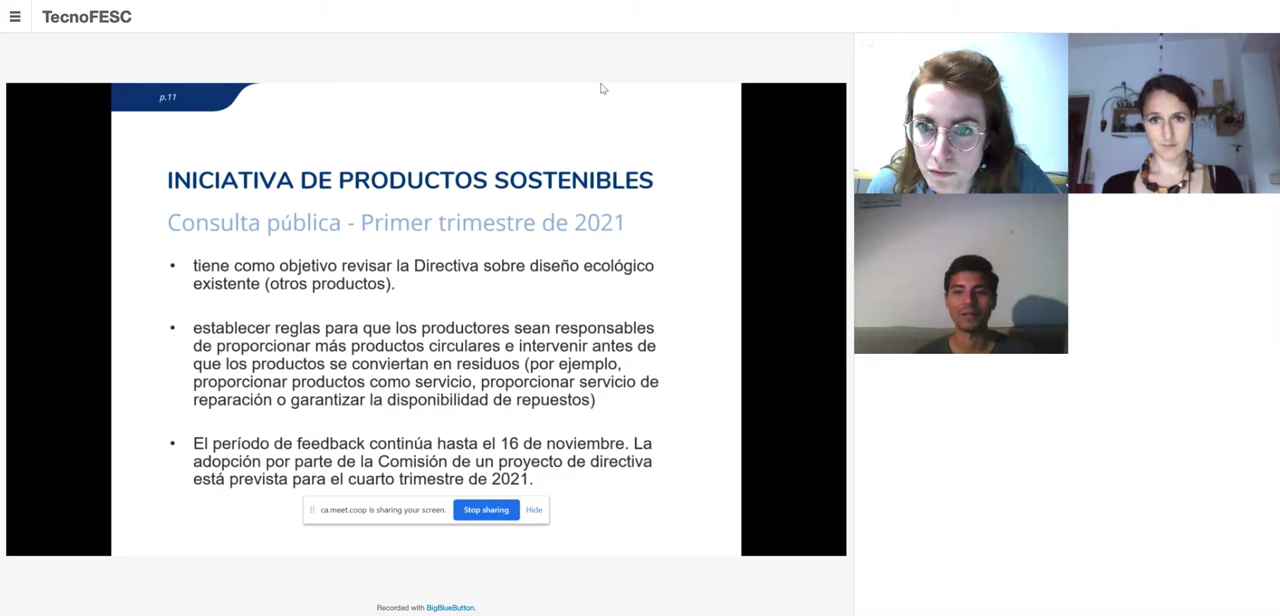 TecnoFESC
p.11
INICIATIVA DE PRODUCTOS SOSTENIBLES
Consulta pública - Primer trimestre de 2021
• tiene como objetivo revisar la Directiva sobre diseño ecológico
existente (otros productos).
• establecer reglas para que los productores sean responsables
de proporcionar más productos circulares e intervenir antes de
que los productos se conviertan en residuos (por ejemplo,
proporcionar productos como servicio, proporcionar servicio de
reparación o garantizar la disponibilidad de repuestos)
• El período de feedback continúa hasta el 16 de noviembre. La
adopción por parte de la Comisión de un proyecto de directiva
está prevista para el cuarto trimestre de 2021.
ca.meet.coop is sharing your screen. Stop sharing Hide
Recorded with BigBlueButton.